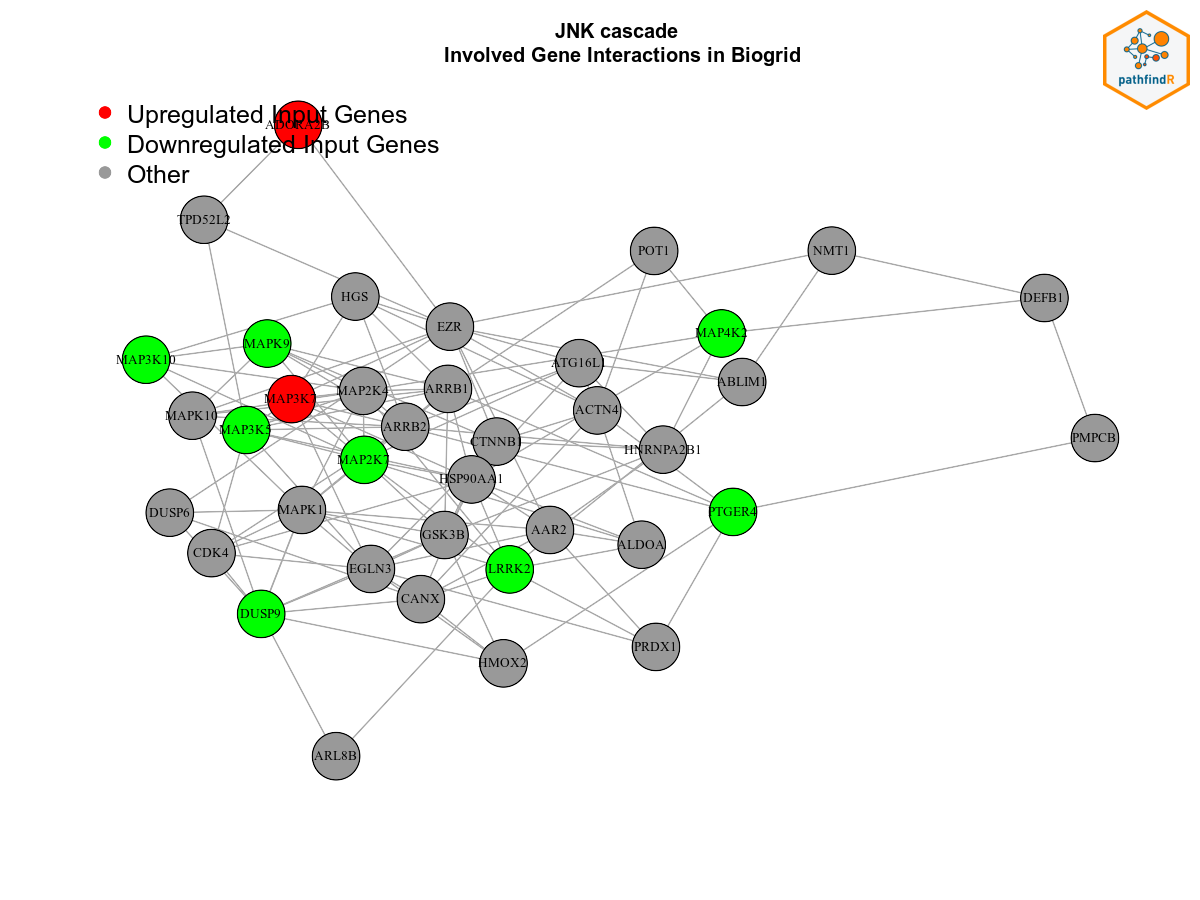 JNK cascade
Involved Gene Interactions in Biogrid
pathfindR
Upregulated Input Genes
ADORA2B
Downregulated Input Genes
Other
TPD52L2
POT1
NMT1
HGS
DEFB1
EZR
MAP4K2
MAPK9
MAP3K10
ATG16L1
ABLIM1
MAP2K4
ARRB1
MAP3K7
ACTN4
MAPK10
ARRB2
MAP3K5
CTNNB1
PMPCB
HNRNPA2B1
MAP2K7
HSP90AA1
MAPK1
DUSP6
PTGER4
AAR2
GSK3B
ALDOA
CDK4
EGLN3
LRRK2
CANX
DUSP9
PRDX1
HMOX2
ARL8B